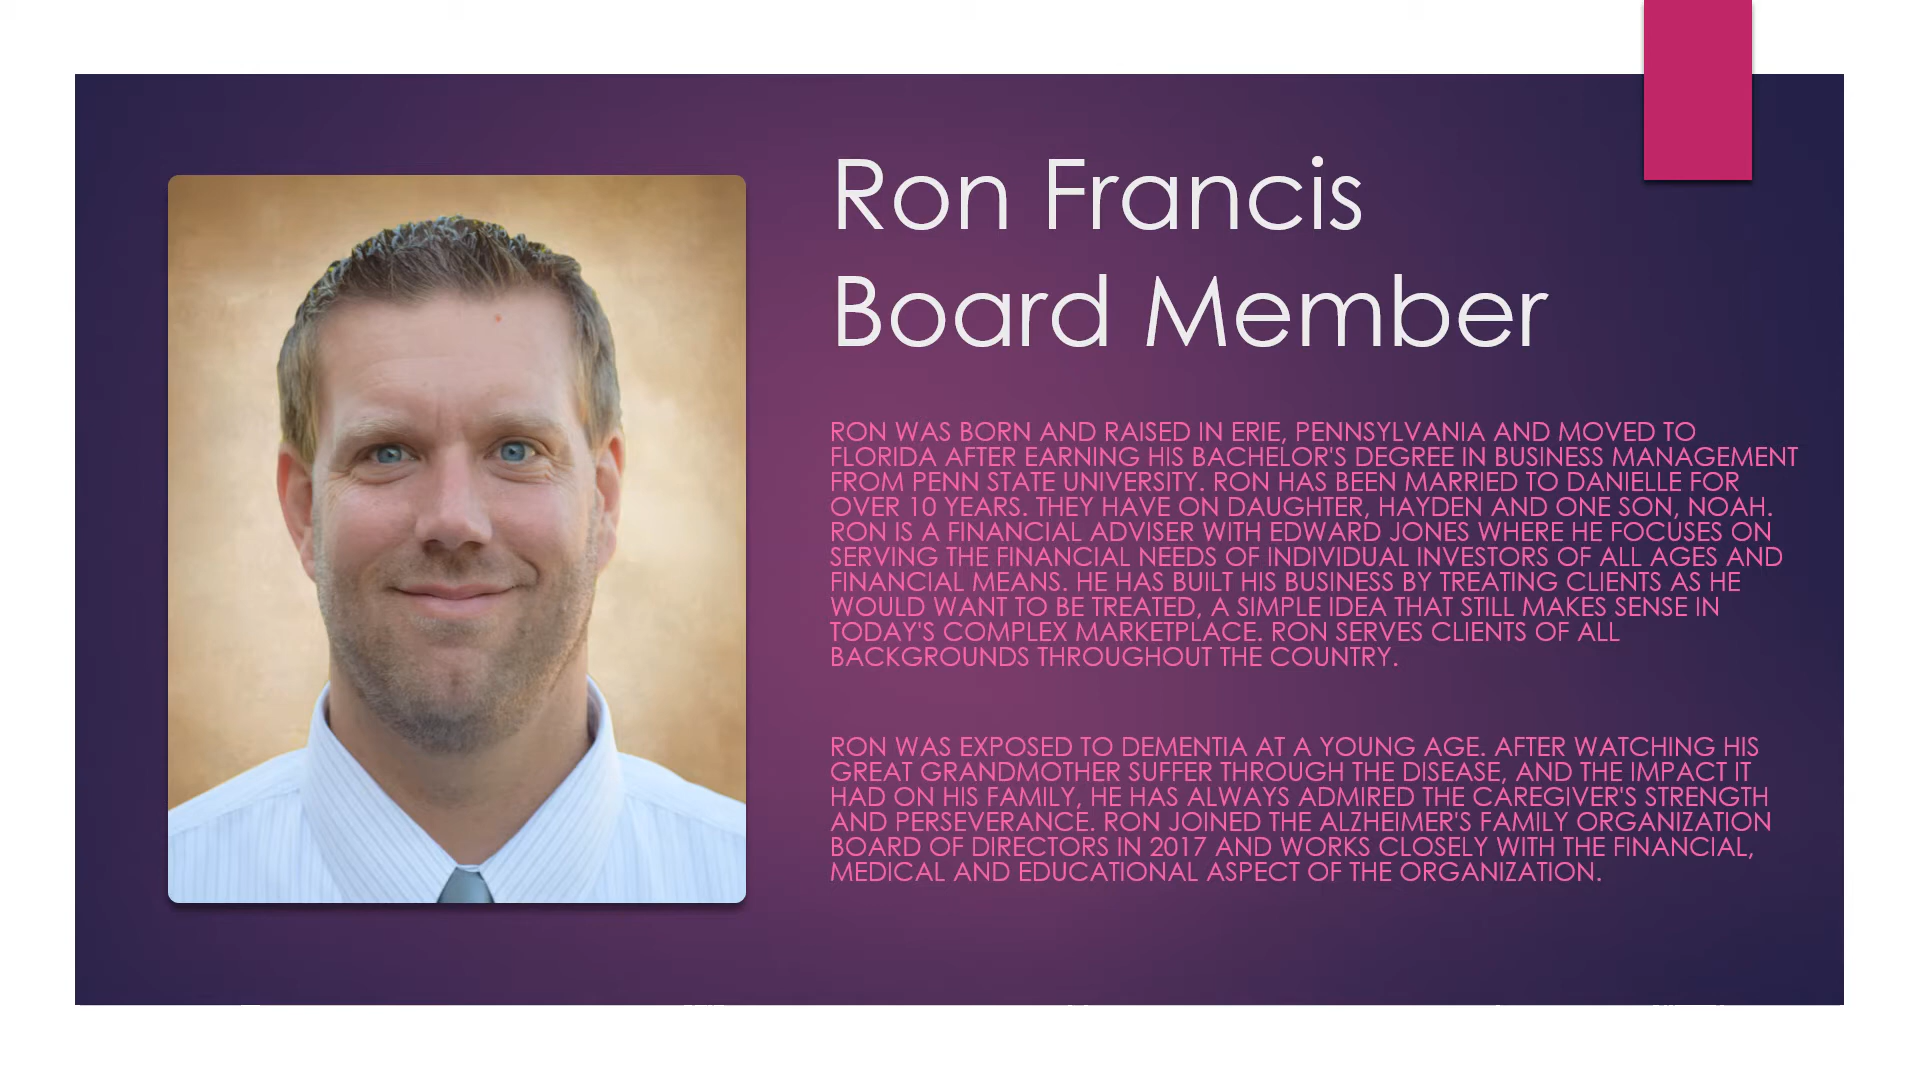 Ron Francis
Board Member
RON WAS BORN AND RAISED IN ERIE, PENNSYLVANIA AND MOVED TO
FLORIDA AFTER EARNING HIS BACHELOR'S DEGREE IN BUSINESS MANAGEMENT
FROM PENN STATE UNIVERSITY. RON HAS BEEN MARRIED TO DANIELLE FOR
OVER 10 YEARS. THEY HAVE ON DAUGHTER, HAYDEN AND ONE SON, NOAH.
RON IS A FINANCIAL ADVISER WITH EDWARD JONES WHERE HE FOCUSES ON
SERVING THE FINANCIAL NEEDS OF INDIVIDUAL INVESTORS OF ALL AGES AND
FINANCIAL MEANS. HE HAS BUILT HIS BUSINESS BY TREATING CLIENTS AS HE
WOULD WANT TO BE TREATED, A SIMPLE IDEA THAT STILL MAKES SENSE IN
TODAY'S COMPLEX MARKETPLACE. RON SERVES CLIENTS OF ALL
BACKGROUNDS THROUGHOUT THE COUNTRY.
RON WAS EXPOSED TO DEMENTIA AT A YOUNG AGE. AFTER WATCHING HIS
GREAT GRANDMOTHER SUFFER THROUGH THE DISEASE, AND THE IMPACT IT
HAD ON HIS FAMILY, HE HAS ALWAYS ADMIRED THE CAREGIVER'S STRENGTH
AND PERSEVERANCE. RON JOINED THE ALZHEIMER'S FAMILY ORGANIZATION
BOARD OF DIRECTORS IN 2017 AND WORKS CLOSELY WITH THE FINANCIAL,
MEDICAL AND EDUCATIONAL ASPECT OF THE ORGANIZATION.